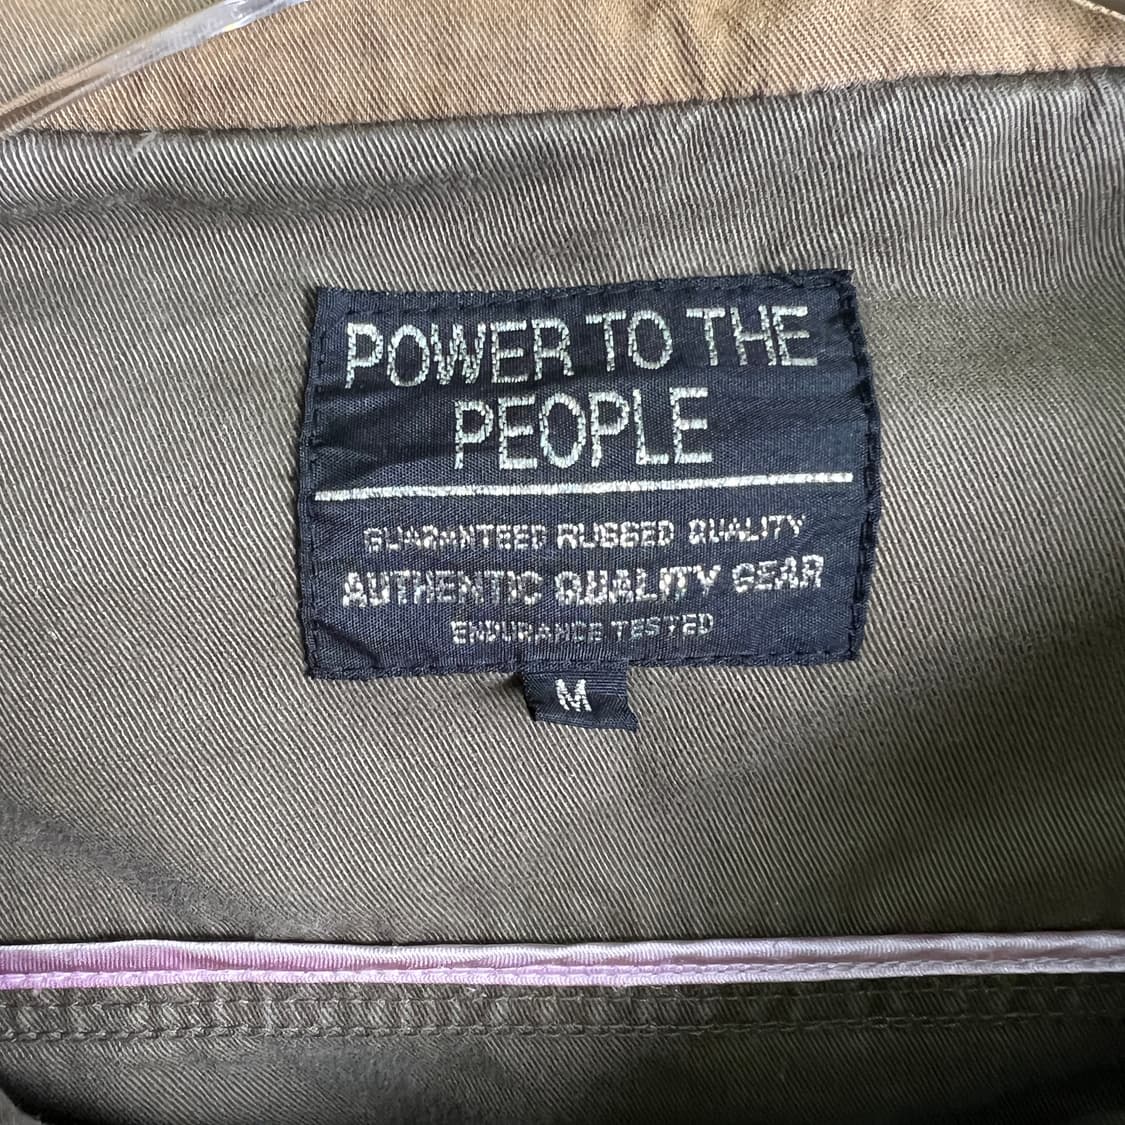 POWER TO THE
PEOPLE
GUARANTEED RUGGED QUALITY
AUTHENTIC QUALITY GEAR
ENDURANCE TESTED
M